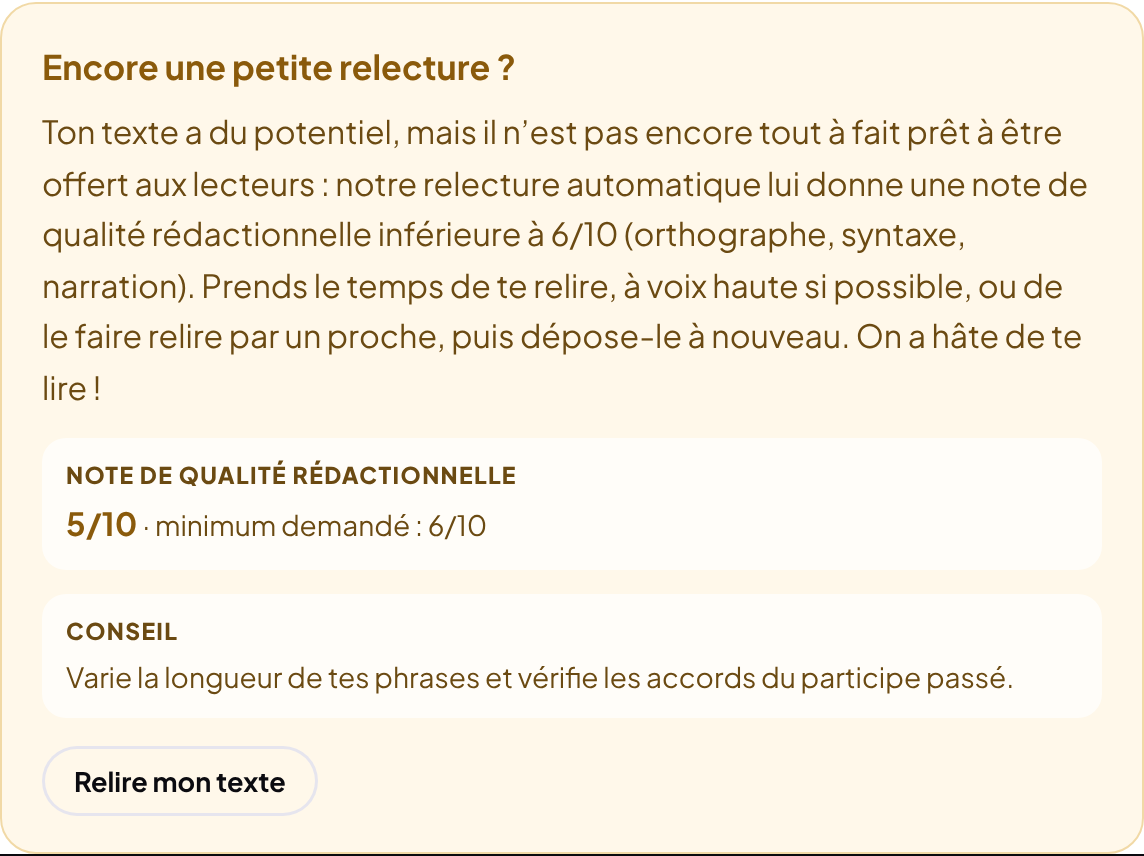 Encore une petite relecture ?
Ton texte a du potentiel, mais il n’est pas encore tout à fait prêt à être
offert aux lecteurs : notre relecture automatique lui donne une note de
qualité rédactionnelle inférieure à 6/10 (orthographe, syntaxe,
narration). Prends le temps de te relire, à voix haute si possible, ou de
le faire relire par un proche, puis dépose-le à nouveau. On a hâte de te
lire !
NOTE DE QUALITÉ RÉDACTIONNELLE
5/10 · minimum demandé : 6/10
CONSEIL
Varie la longueur de tes phrases et vérifie les accords du participe passé.
Relire mon texte